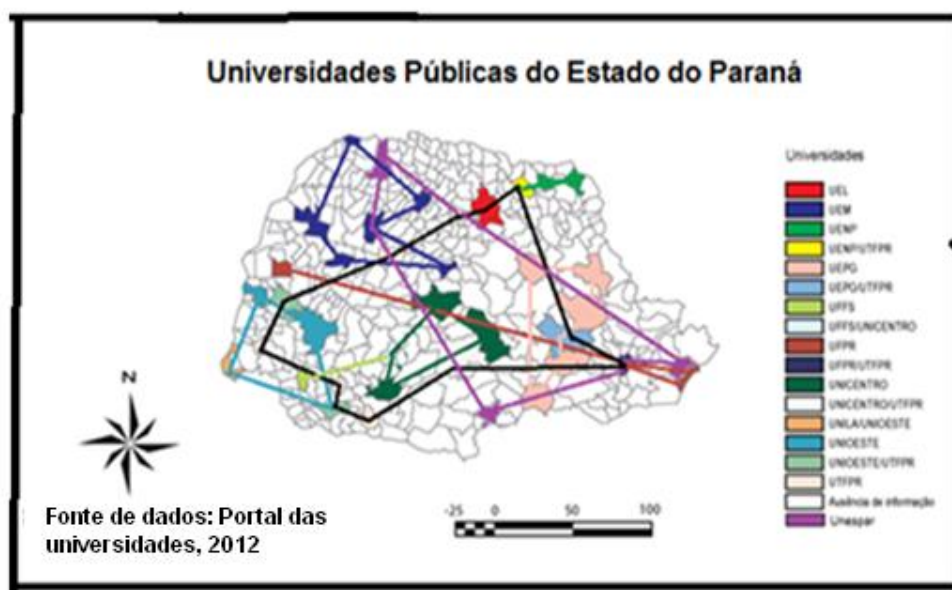 Universidades Públicas do Estado do Paraná
Universidades
UEL
UEM
UENP
UENP/UTFPR
UEPG
UEPG/UTFPR
UFFS
UFFS/UNICENTRO
UFPR
UFPR/UTFPR
UNICENTRO
UNICENTRO/UTFPR
UNILA/UNIOESTE
UNIOESTE
UNIOESTE/UTFPR
UTFPR
Ausência de informação
Unespar
N
Fonte de dados: Portal das
universidades, 2012
-25 0 50 100